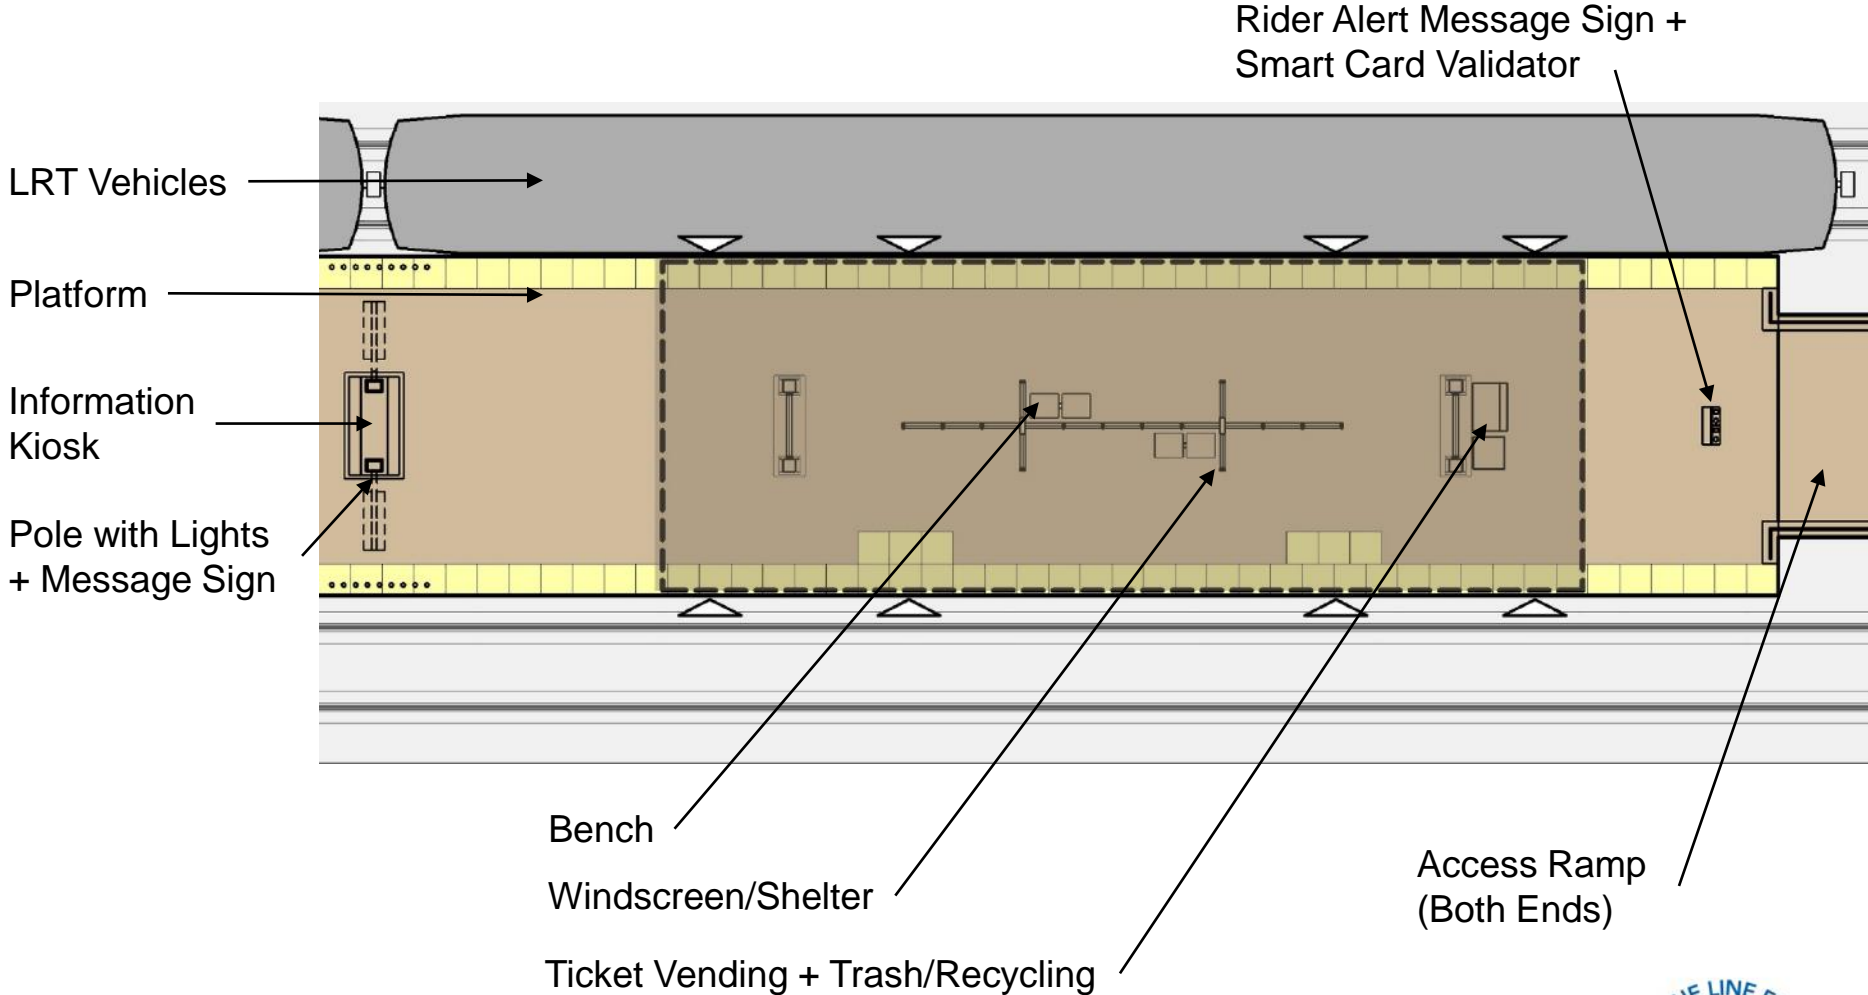 Rider Alert Message Sign +
Smart Card Validator
LRT Vehicles
Platform
Information
Kiosk
Pole with Lights
+ Message Sign
Bench
Windscreen/Shelter
Ticket Vending + Trash/Recycling
Access Ramp
(Both Ends)
LINE